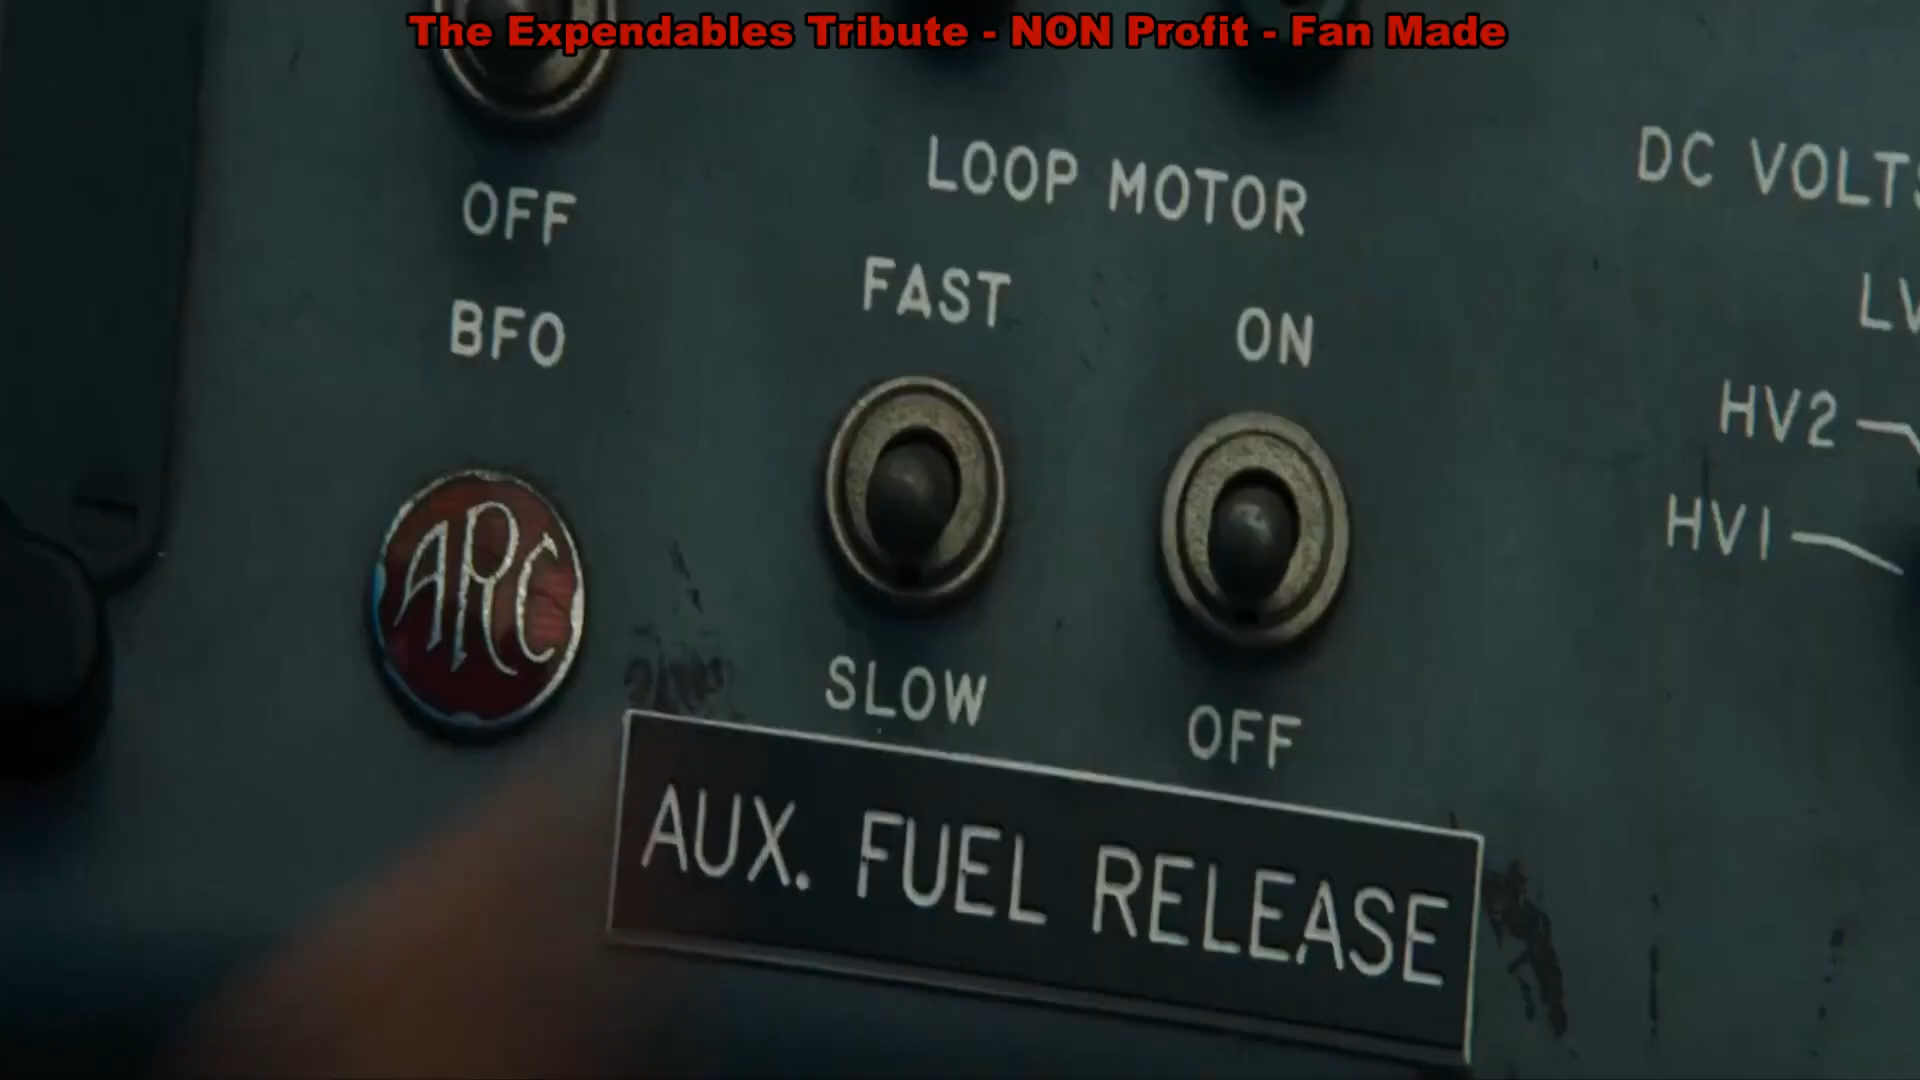 The Expendables Tribute - NON Profit - Fan Made
OFF
BFO
LOOP MOTOR
FAST
ON
SLOW
OFF
DC VOLTS
LV
HV2
HV1
ARC
AUX. FUEL RELEASE